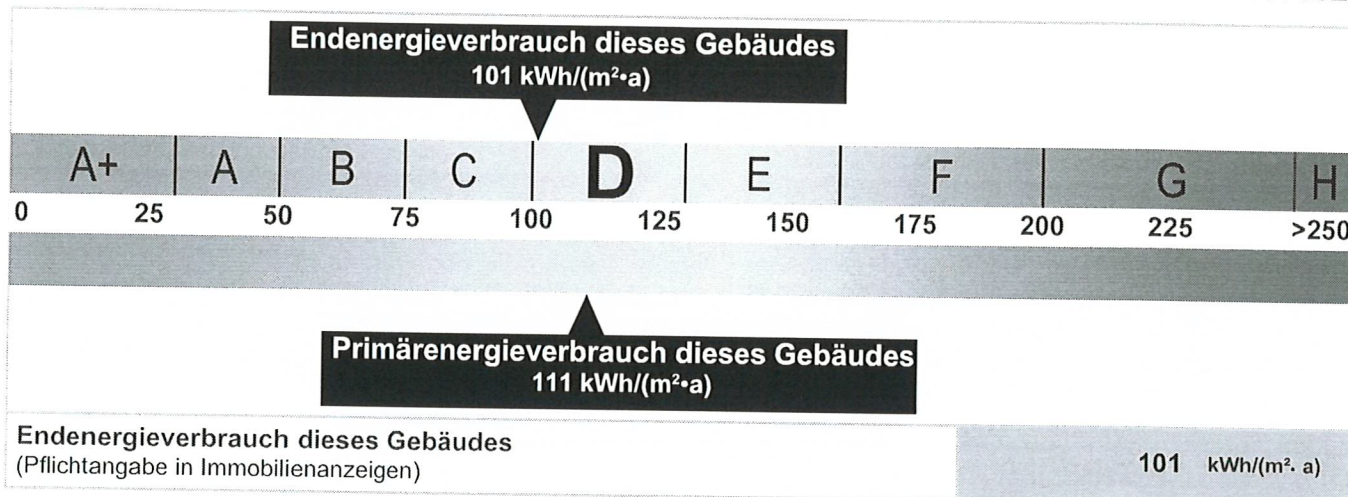 Endenergieverbrauch dieses Gebäudes
101 kWh/(m²•a)
A+ A B C D E F G H
0 25 50 75 100 125 150 175 200 225 >250
Primärenergieverbrauch dieses Gebäudes
111 kWh/(m²•a)
Endenergieverbrauch dieses Gebäudes
(Pflichtangabe in Immobilienanzeigen)
101 kWh/(m². a)